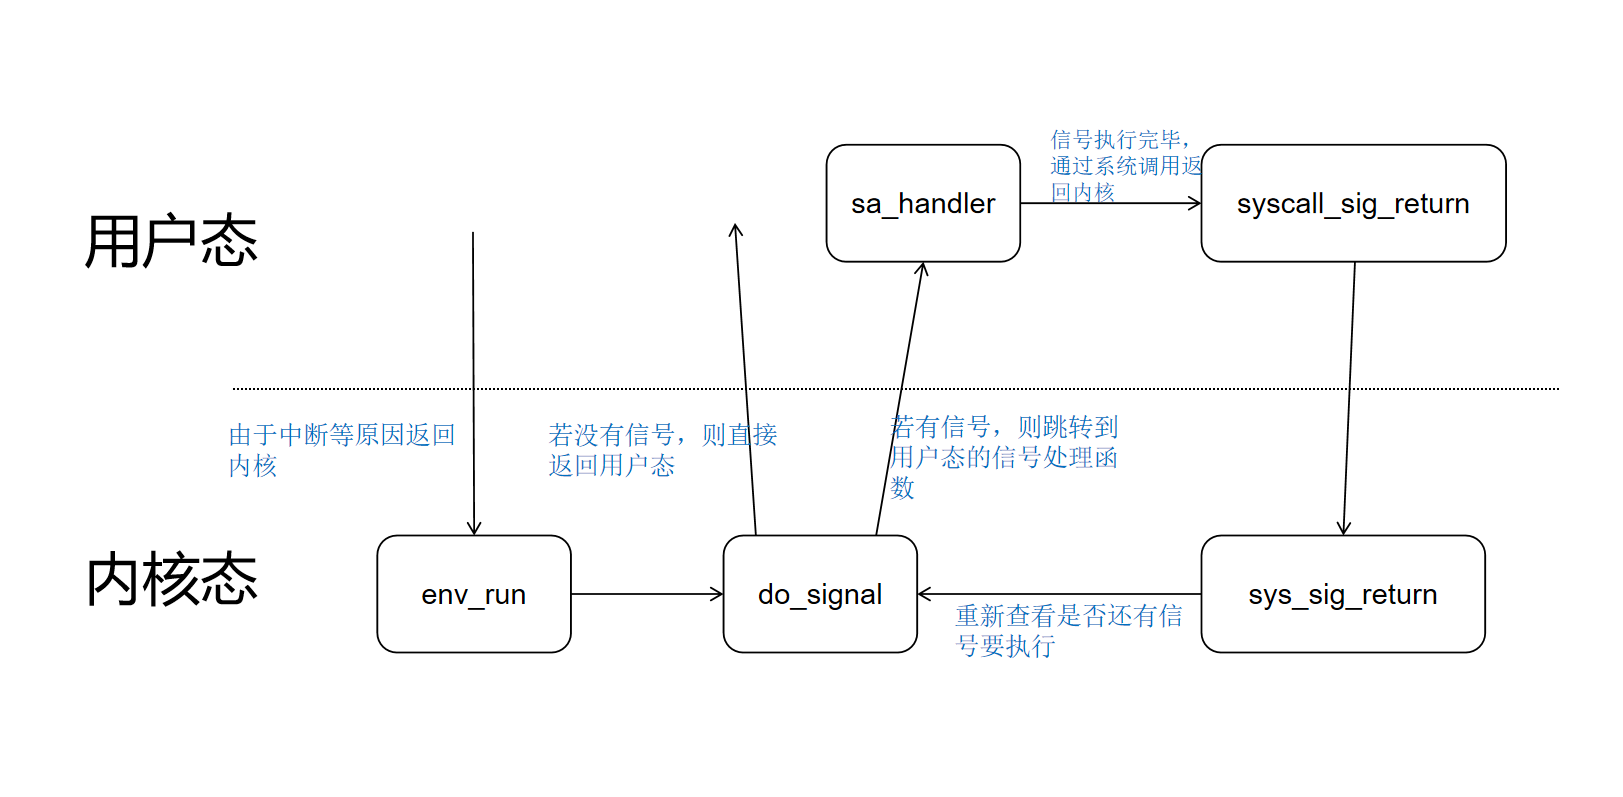 信号执行完毕，
通过系统调用返
回内核
sa_handler
syscall_sig_return
用户态
由于中断等原因返回
内核
若没有信号，则直接
返回用户态
若有信号，则跳转到
用户态的信号处理函
数
内核态
env_run
do_signal
sys_sig_return
重新查看是否还有信
号要执行